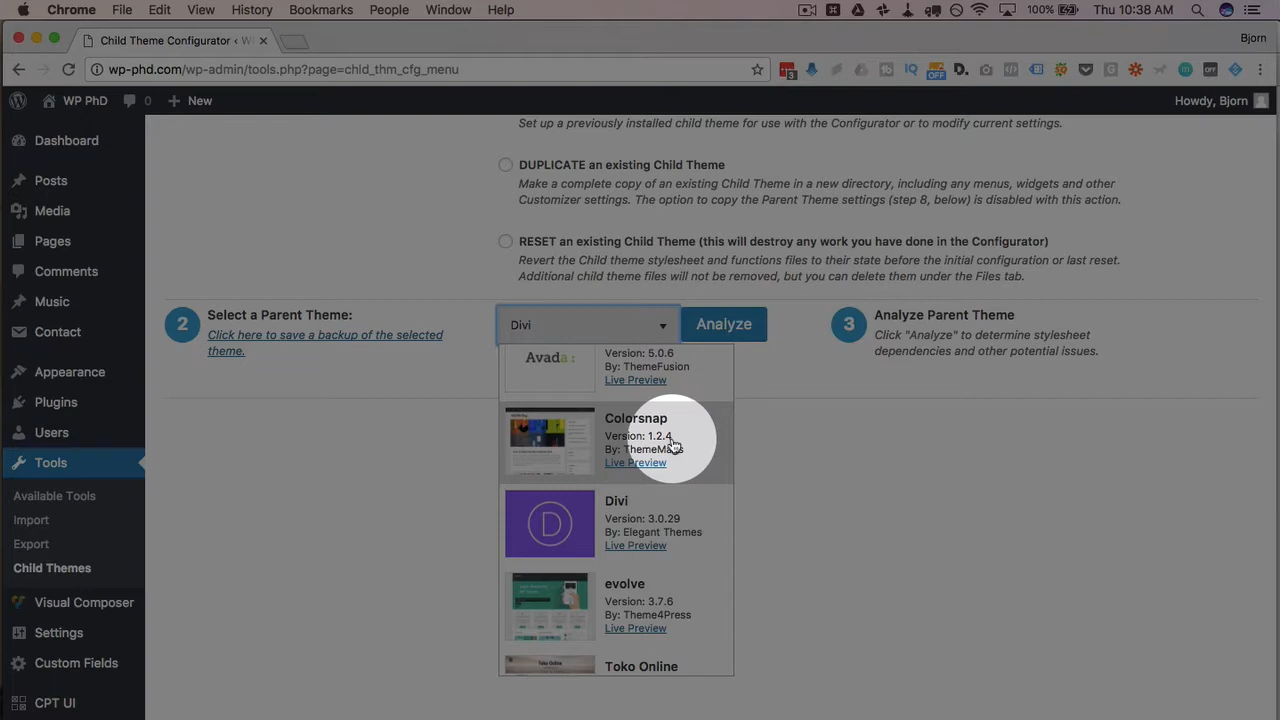 Chrome File Edit View History Bookmarks People Window Help 100% Thu 10:38 AM
Child Theme Configurator ‹ W
Bjorn
wp-phd.com/wp-admin/tools.php?page=chld_thm_cfg_menu
3
OFF
OFF
WP PhD 0 New Howdy, Bjorn
Dashboard
Posts
Media
Pages
Comments
Music
Contact
Appearance
Plugins
Users
Tools
Available Tools
Import
Export
Child Themes
Visual Composer
Settings
Custom Fields
CPT UI
Set up a previously installed child theme for use with the Configurator or to modify current settings.
DUPLICATE an existing Child Theme
Make a complete copy of an existing Child Theme in a new directory, including any menus, widgets and other
Customizer settings. The option to copy the Parent Theme settings (step 8, below) is disabled with this action.
RESET an existing Child Theme (this will destroy any work you have done in the Configurator)
Revert the Child theme stylesheet and functions files to their state before the initial configuration or last reset.
Additional child theme files will not be removed, but you can delete them under the Files tab.
2
Select a Parent Theme:
Click here to save a backup of the selected
theme.
Divi
Analyze
3
Analyze Parent Theme
Click "Analyze" to determine stylesheet
dependencies and other potential issues.
Avada
Version: 5.0.6
By: ThemeFusion
Live Preview
Colorsnap
Version: 1.2.4
Live Preview
D
Divi
Version: 3.0.29
By: Elegant Themes
Live Preview
evolve
Version: 3.7.6
By: Theme4Press
Live Preview
Toko Online
Toko Online